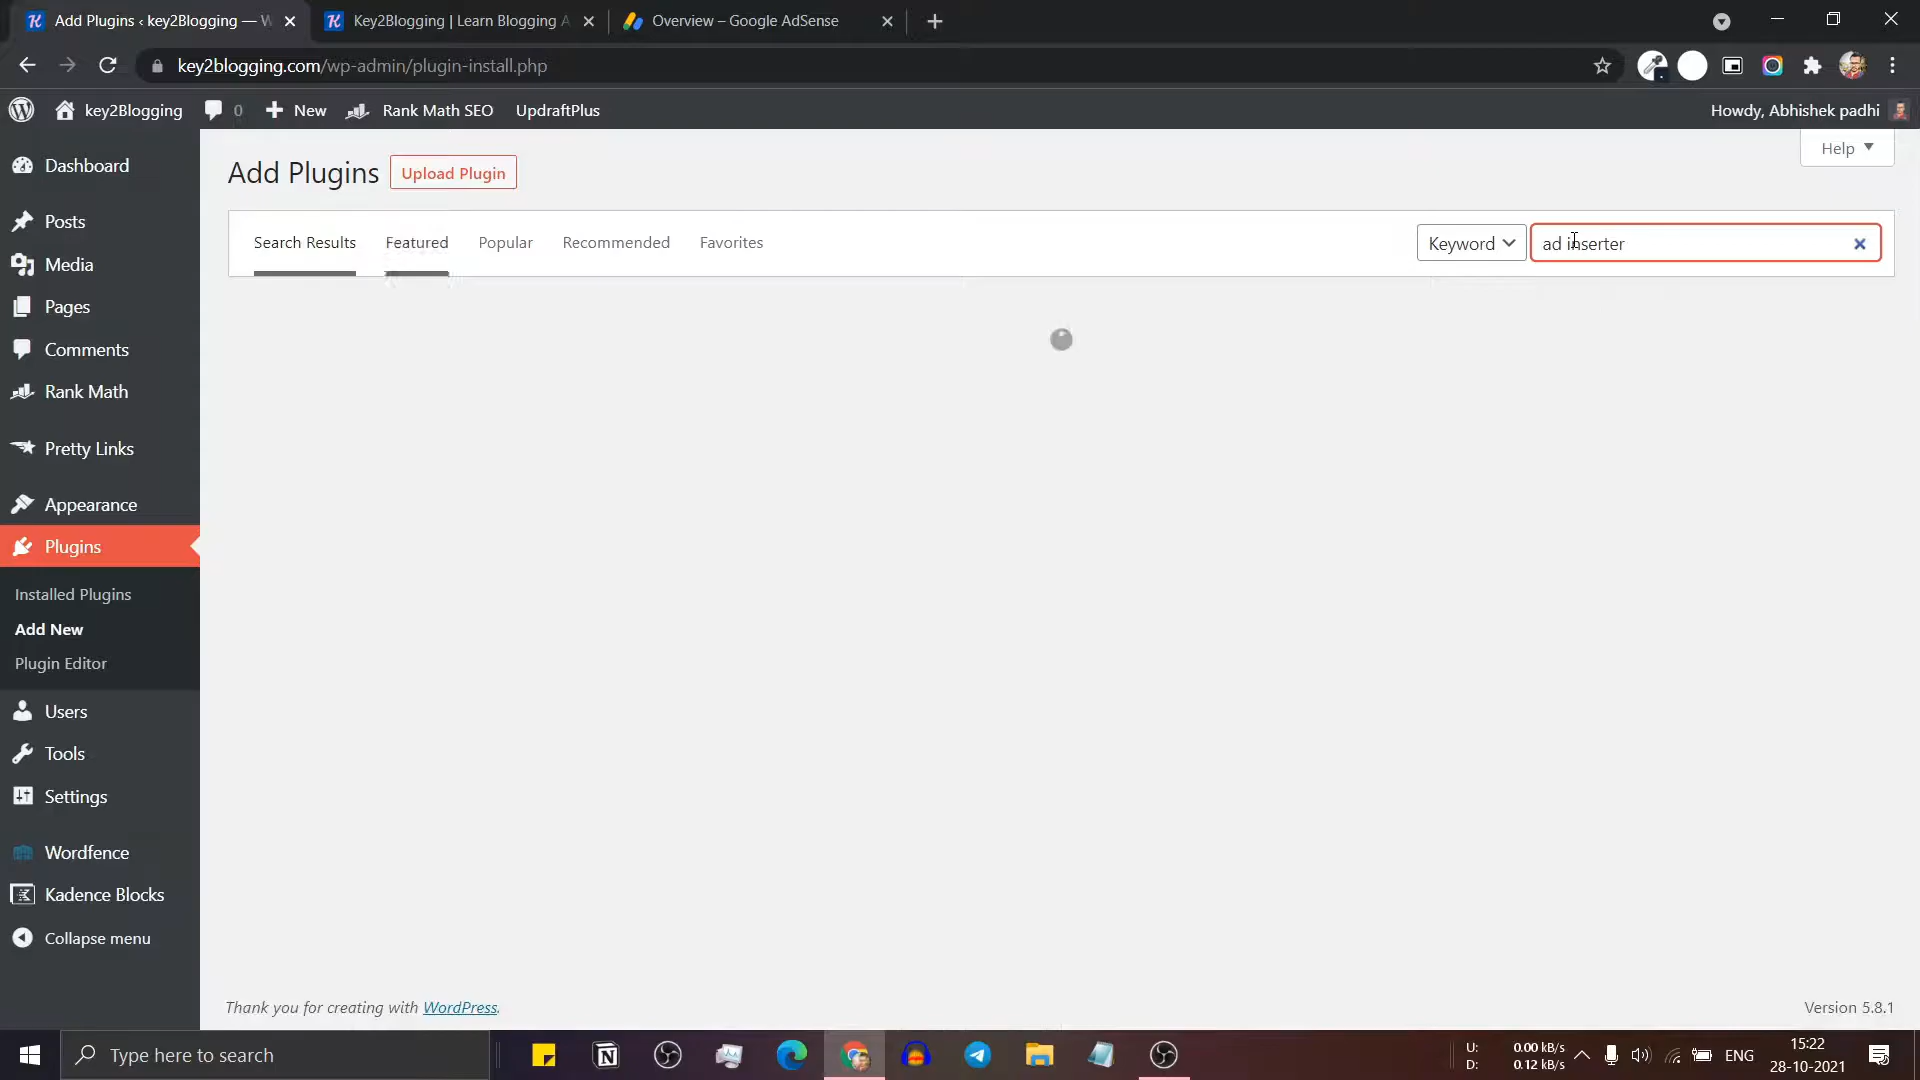 Add Plugins ‹ key2Blogging — W
Key2Blogging | Learn Blogging A
Overview – Google AdSense
key2blogging.com/wp-admin/plugin-install.php
key2Blogging
0
New
Rank Math SEO
UpdraftPlus
Howdy, Abhishek padhi
Help
Add Plugins
Upload Plugin
Search Results
Featured
Popular
Recommended
Favorites
Keyword
ad inserter
Dashboard
Posts
Media
Pages
Comments
Rank Math
Pretty Links
Appearance
Plugins
Installed Plugins
Add New
Plugin Editor
Users
Tools
Settings
Wordfence
Kadence Blocks
Collapse menu
Thank you for creating with WordPress.
Version 5.8.1
Type here to search
U: 0.00 kB/s
D: 0.12 kB/s
ENG
15:22
28-10-2021